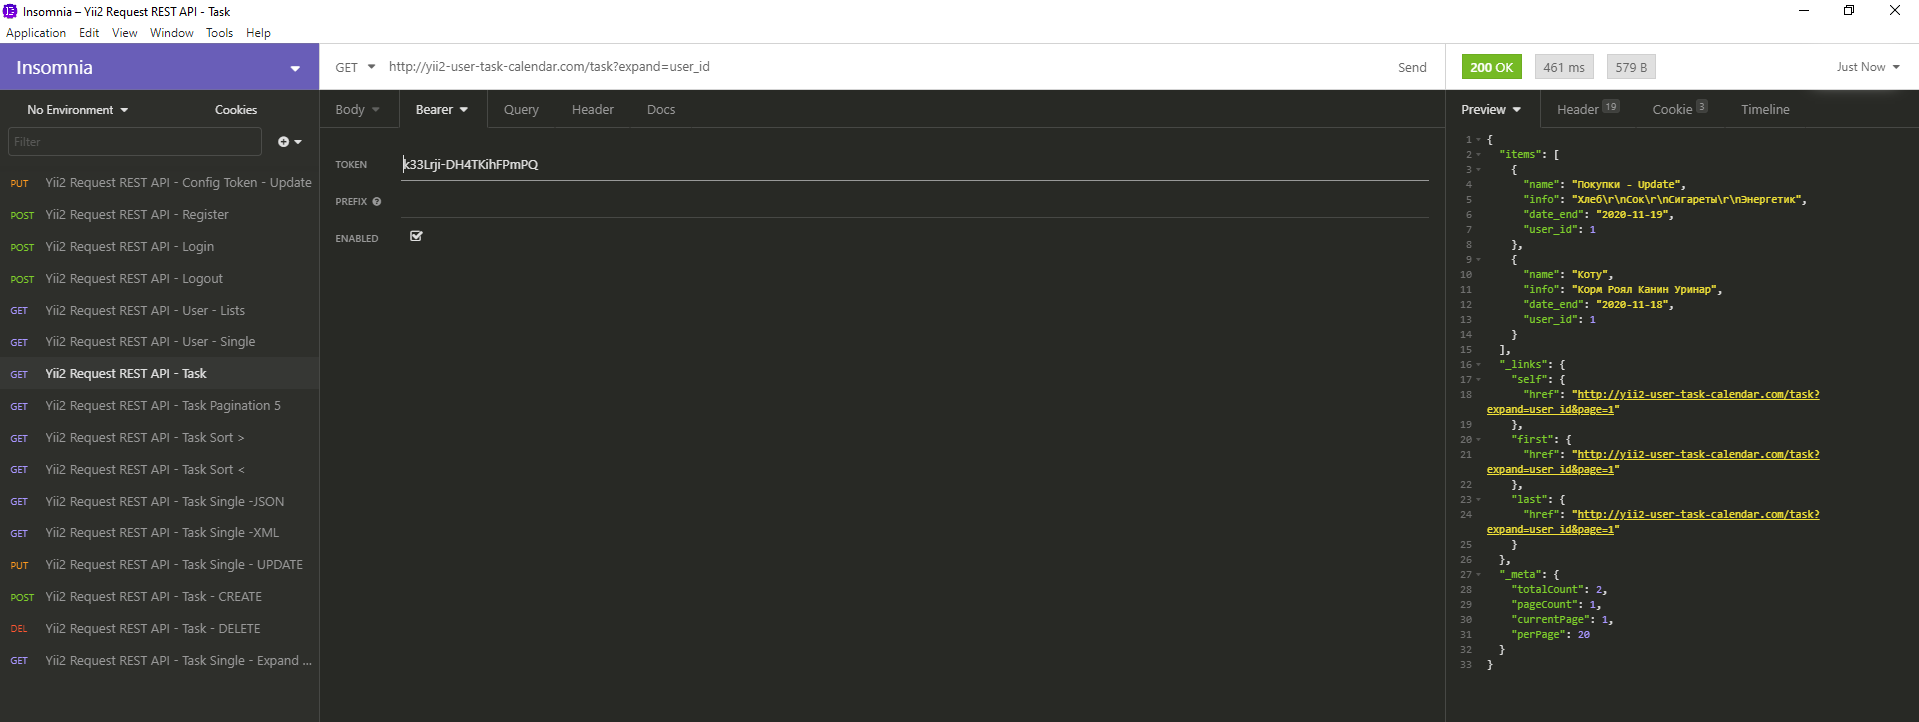 Insomnia – Yii2 Request REST API - Task
Application Edit View Window Tools Help
Insomnia
GET http://yii2-user-task-calendar.com/task?expand=user_id Send
200 OK 461 ms 579 B Just Now
No Environment Cookies
Body Bearer Query Header Docs
Preview Header 19 Cookie 3 Timeline
Filter
PUT Yii2 Request REST API - Config Token - Update
POST Yii2 Request REST API - Register
POST Yii2 Request REST API - Login
POST Yii2 Request REST API - Logout
GET Yii2 Request REST API - User - Lists
GET Yii2 Request REST API - User - Single
GET Yii2 Request REST API - Task
GET Yii2 Request REST API - Task Pagination 5
GET Yii2 Request REST API - Task Sort >
GET Yii2 Request REST API - Task Sort <
GET Yii2 Request REST API - Task Single -JSON
GET Yii2 Request REST API - Task Single -XML
PUT Yii2 Request REST API - Task Single - UPDATE
POST Yii2 Request REST API - Task - CREATE
DEL Yii2 Request REST API - Task - DELETE
GET Yii2 Request REST API - Task Single - Expand ...
TOKEN k33Lrji-DH4TKihFPmPQ
PREFIX
ENABLED
1 {
2 "items": [
3 {
4 "name": "Покупки - Update",
5 "info": "Хлеб\r\nСок\r\nСигареты\r\nЭнергетик",
6 "date_end": "2020-11-19",
7 "user_id": 1
8 },
9 {
10 "name": "Коту",
11 "info": "Корм Роял Канин Уринар",
12 "date_end": "2020-11-18",
13 "user_id": 1
14 }
15 ],
16 "_links": {
17 "self": {
18 "href": "http://yii2-user-task-calendar.com/task?
expand=user_id&page=1"
19 },
20 "first": {
21 "href": "http://yii2-user-task-calendar.com/task?
expand=user_id&page=1"
22 },
23 "last": {
24 "href": "http://yii2-user-task-calendar.com/task?
expand=user_id&page=1"
25 }
26 },
27 "_meta": {
28 "totalCount": 2,
29 "pageCount": 1,
30 "currentPage": 1,
31 "perPage": 20
32 }
33 }